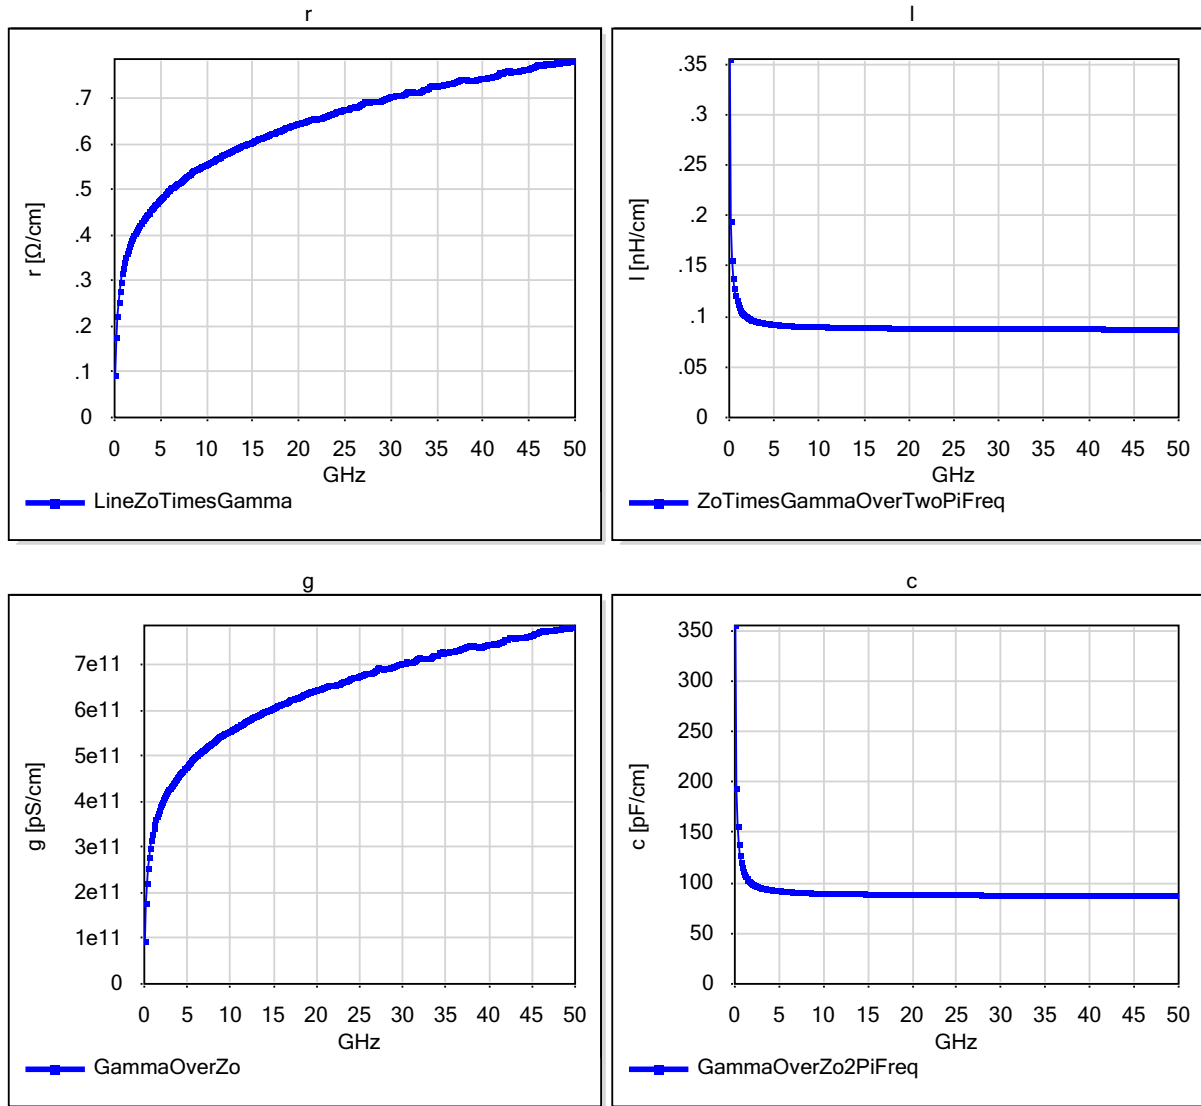 r
r [Ω/cm]
.7
.6
.5
.4
.3
.2
.1
0
0 5 10 15 20 25 30 35 40 45 50
GHz
LineZoTimesGamma
l
l [nH/cm]
.35
.3
.25
.2
.15
.1
.05
0
0 5 10 15 20 25 30 35 40 45 50
GHz
ZoTimesGammaOverTwoPiFreq
g
g [pS/cm]
7e11
6e11
5e11
4e11
3e11
2e11
1e11
0
0 5 10 15 20 25 30 35 40 45 50
GHz
GammaOverZo
c
c [pF/cm]
350
300
250
200
150
100
50
0
0 5 10 15 20 25 30 35 40 45 50
GHz
GammaOverZo2PiFreq